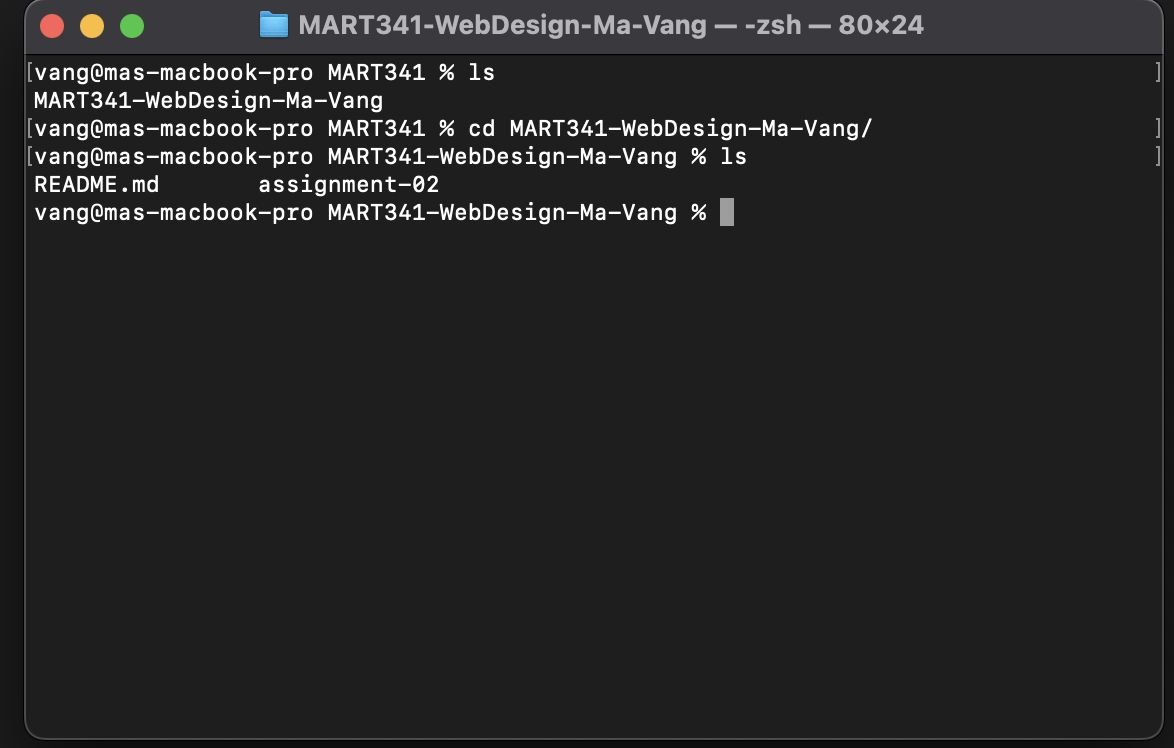 MART341-WebDesign-Ma-Vang — -zsh — 80×24
[vang@mas-macbook-pro MART341 % ls ]
MART341-WebDesign-Ma-Vang
[vang@mas-macbook-pro MART341 % cd MART341-WebDesign-Ma-Vang/ ]
[vang@mas-macbook-pro MART341-WebDesign-Ma-Vang % ls ]
README.md assignment-02
vang@mas-macbook-pro MART341-WebDesign-Ma-Vang %